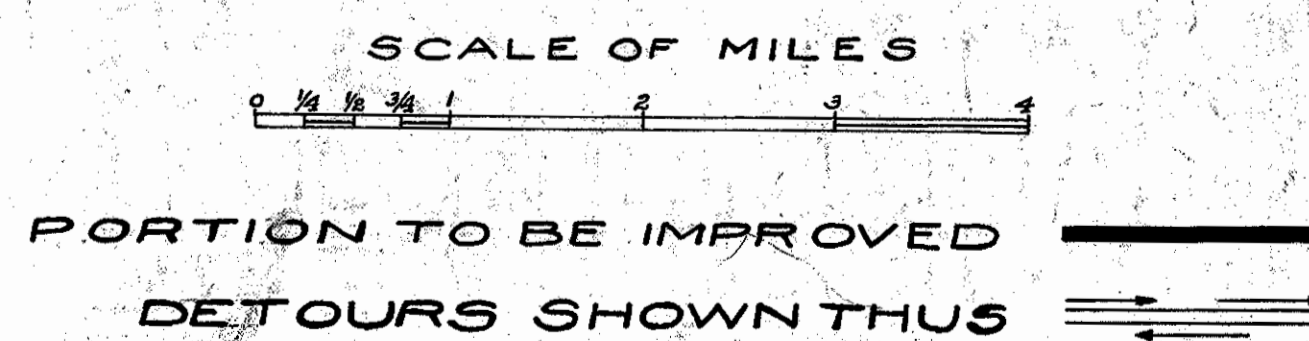 SCALE OF MILES
0 1/4 1/2 3/4 1 2 3 4
PORTION TO BE IMPROVED
DETOURS SHOWN THUS